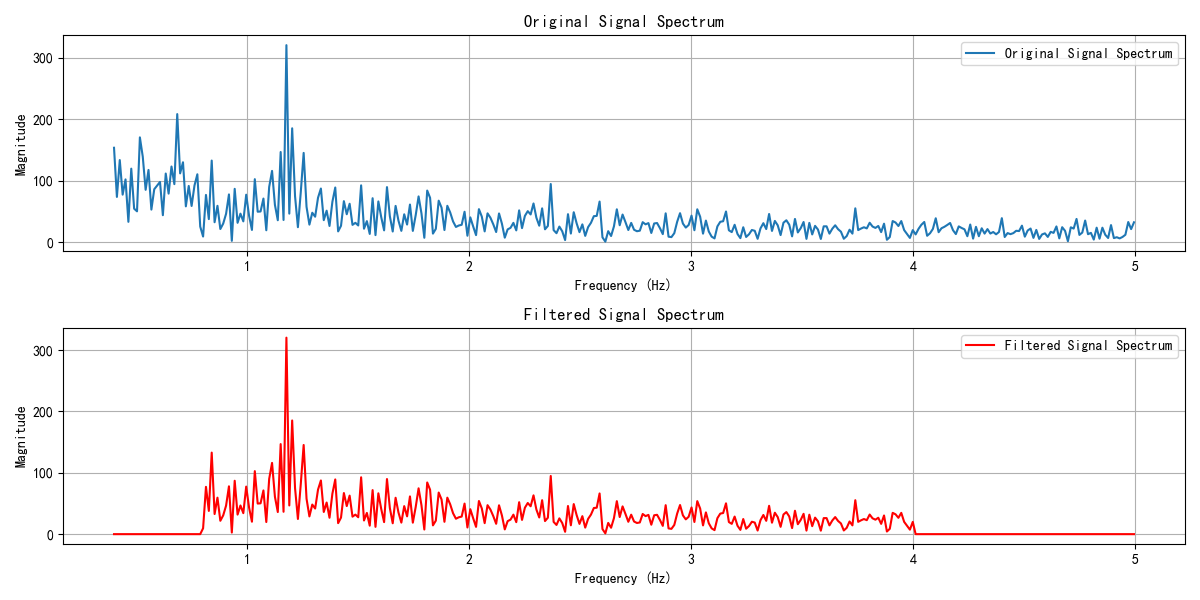 Original Signal Spectrum
Original Signal Spectrum
300
200
100
0
Magnitude
1 2 3 4 5
Frequency (Hz)
Filtered Signal Spectrum
Filtered Signal Spectrum
300
200
100
0
Magnitude
1 2 3 4 5
Frequency (Hz)